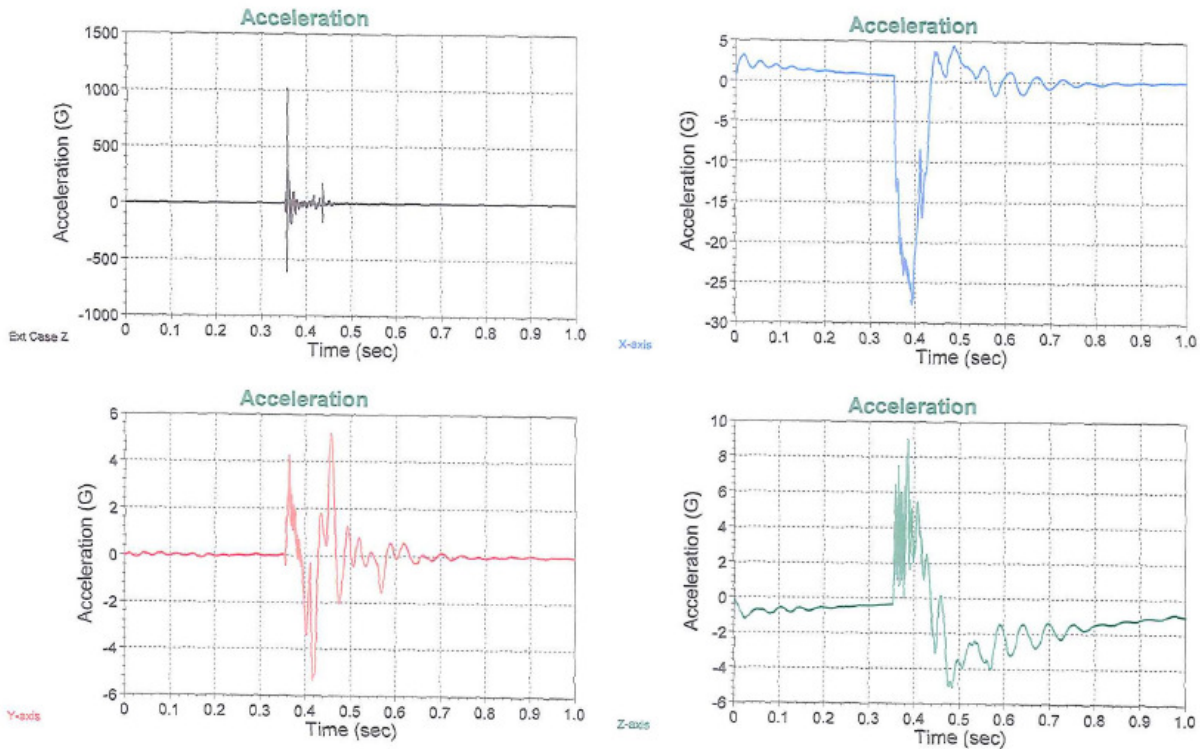 Acceleration
1500
1000
500
0
-500
-1000
Acceleration (G)
0 0.1 0.2 0.3 0.4 0.5 0.6 0.7 0.8 0.9 1.0
Time (sec)
Ext Case Z
Acceleration
5
0
-5
-10
-15
-20
-25
-30
Acceleration (G)
0 0.1 0.2 0.3 0.4 0.5 0.6 0.7 0.8 0.9 1.0
Time (sec)
X-axis
Acceleration
6
4
2
0
-2
-4
-6
Acceleration (G)
0 0.1 0.2 0.3 0.4 0.5 0.6 0.7 0.8 0.9 1.0
Time (sec)
Y-axis
Acceleration
10
8
6
4
2
0
-2
-4
-6
Acceleration (G)
0 0.1 0.2 0.3 0.4 0.5 0.6 0.7 0.8 0.9 1.0
Time (sec)
Z-axis